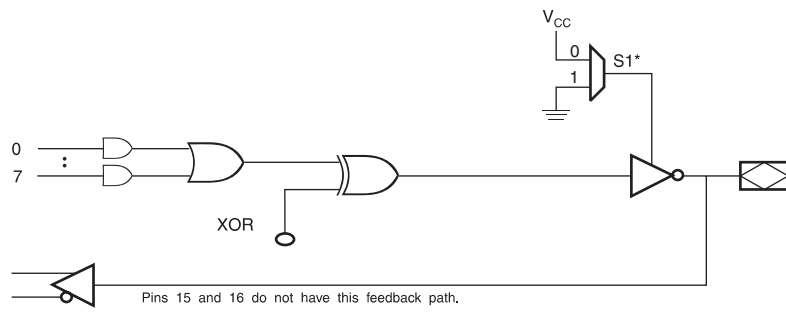 VCC
0
S1*
1
0
:
7
XOR
Pins 15 and 16 do not have this feedback path.